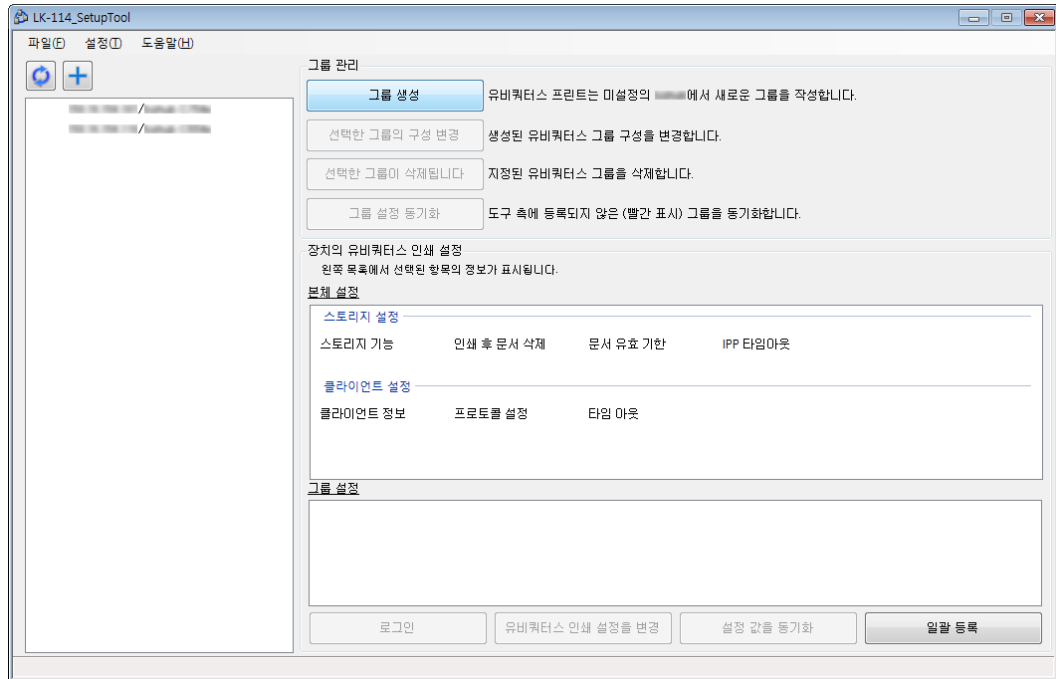 LK-114_SetupTool
파일(F) 설정(T) 도움말(H)
그룹 관리
그룹 생성 유비쿼터스 프린트는 미설정의 에서 새로운 그룹을 작성합니다.
선택한 그룹의 구성 변경 생성된 유비쿼터스 그룹 구성을 변경합니다.
선택한 그룹이 삭제됩니다 지정된 유비쿼터스 그룹을 삭제합니다.
그룹 설정 동기화 도구 측에 등록되지 않은 (빨간 표시) 그룹을 동기화합니다.
장치의 유비쿼터스 인쇄 설정
왼쪽 목록에서 선택된 항목의 정보가 표시됩니다.
본체 설정
스토리지 설정
스토리지 기능 인쇄 후 문서 삭제 문서 유효 기한 IPP 타임아웃
클라이언트 설정
클라이언트 정보 프로토콜 설정 타임 아웃
그룹 설정
로그인 유비쿼터스 인쇄 설정을 변경 설정 값을 동기화 일괄 등록